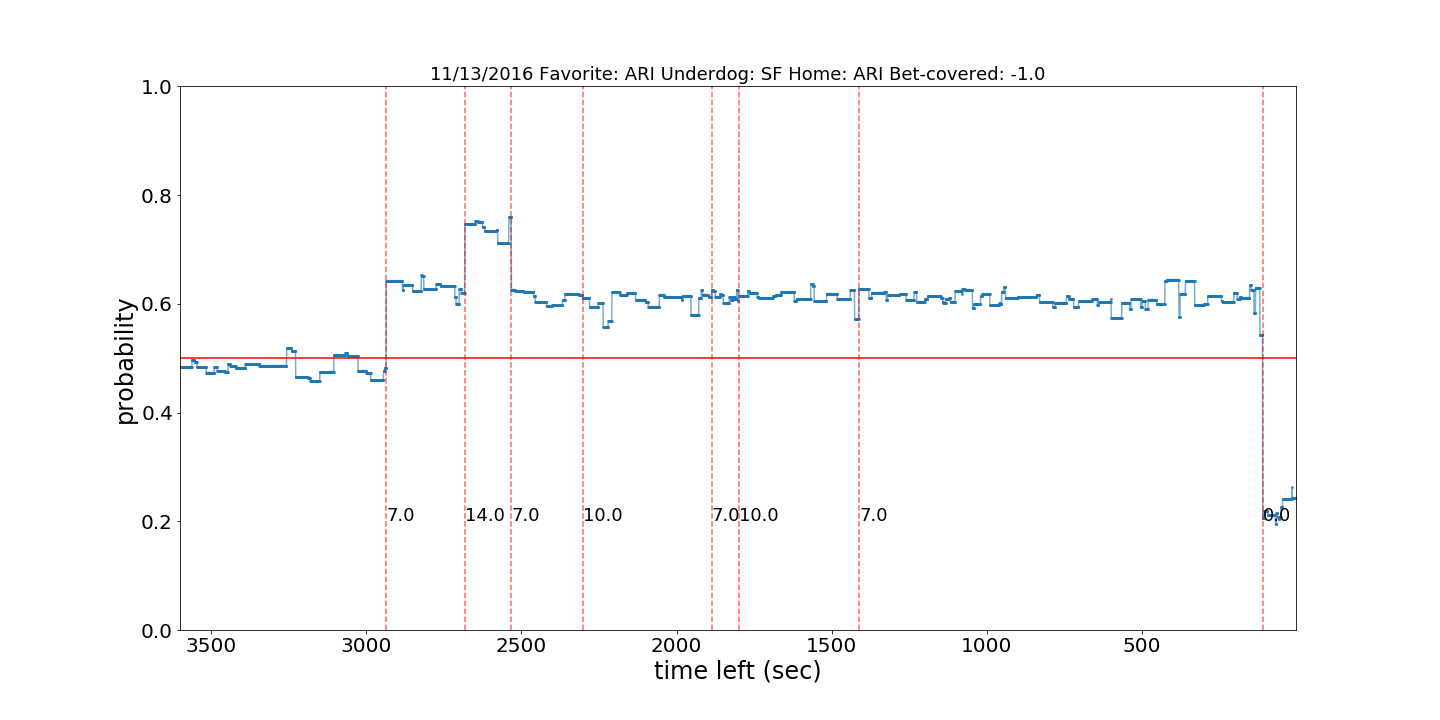 11/13/2016 Favorite: ARI Underdog: SF Home: ARI Bet-covered: -1.0
1.0
0.8
0.6
0.4
0.2
0.0
probability
7.0 14.0 7.0 10.0 7.0 10.0 7.0 0.0
3500 3000 2500 2000 1500 1000 500
time left (sec)